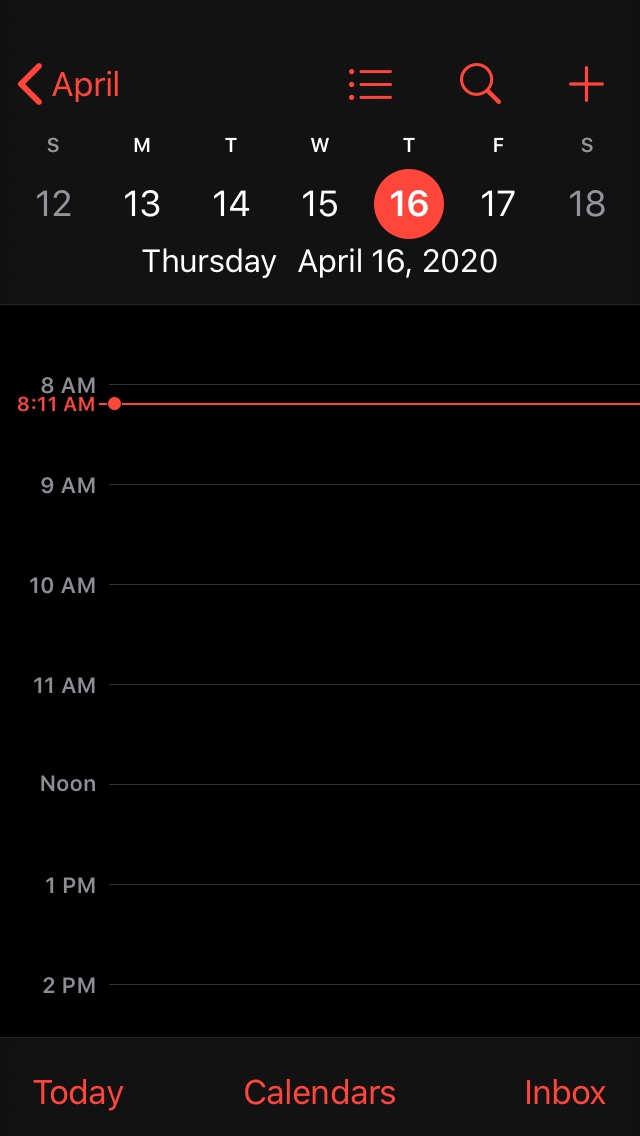 April
S M T W T F S
12 13 14 15 16 17 18
Thursday April 16, 2020
8 AM
8:11 AM
9 AM
10 AM
11 AM
Noon
1 PM
2 PM
Today Calendars Inbox